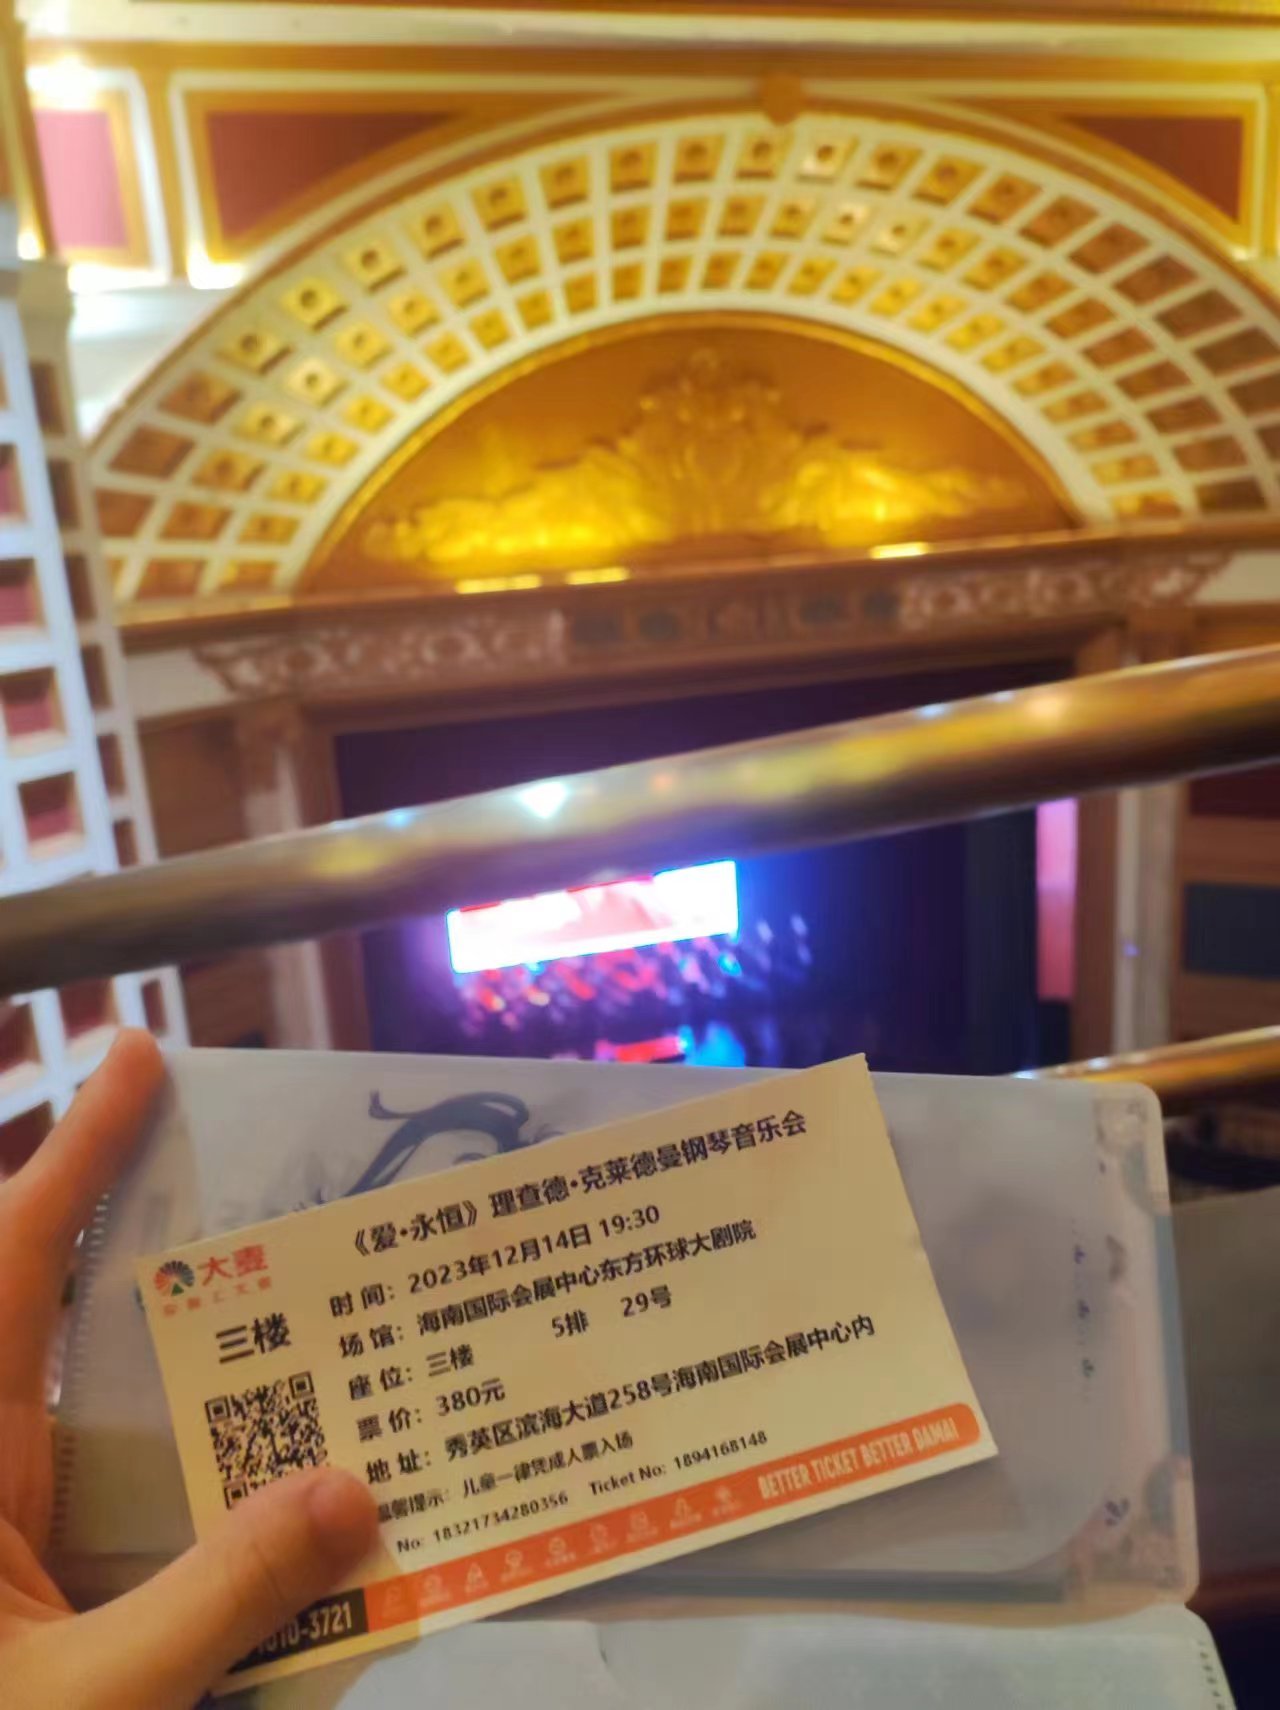 《爱·永恒》理查德·克莱德曼钢琴音乐会
大麦
三楼
时 间：2023年12月14日 19:30
场 馆：海南国际会展中心东方环球大剧院
座 位：三楼 5排 29号
票 价：380元
地 址：秀英区滨海大道258号海南国际会展中心内
温馨提示：儿童一律凭成人票入场
No: 18321734280356 Ticket No: 1894168148
BETTER TICKET BETTER DAMAI
1010-3721